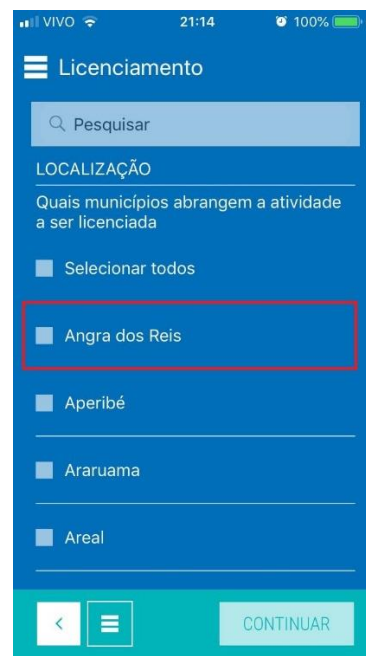 VIVO 21:14 100%
Licenciamento
Pesquisar
LOCALIZAÇÃO
Quais municípios abrangem a atividade
a ser licenciada
Selecionar todos
Angra dos Reis
Aperibé
Araruama
Areal
CONTINUAR